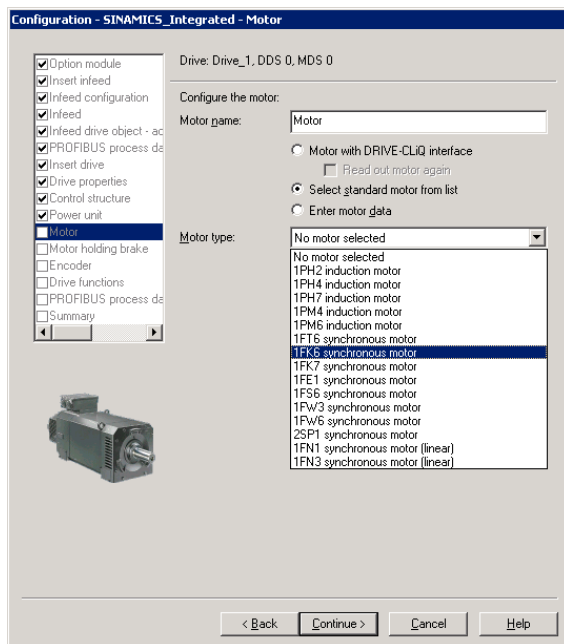 Configuration - SINAMICS_Integrated - Motor
Option module
Insert infeed
Infeed configuration
Infeed
Infeed drive object - ac
PROFIBUS process da
Insert drive
Drive properties
Control structure
Power unit
Motor
Motor holding brake
Encoder
Drive functions
PROFIBUS process da
Summary
Drive: Drive_1, DDS 0, MDS 0
Configure the motor:
Motor name:
Motor
Motor with DRIVE-CLiQ interface
Read out motor again
Select standard motor from list
Enter motor data
Motor type:
No motor selected
No motor selected
1PH2 induction motor
1PH4 induction motor
1PH7 induction motor
1PM4 induction motor
1PM6 induction motor
1FT6 synchronous motor
1FK6 synchronous motor
1FK7 synchronous motor
1FE1 synchronous motor
1FS6 synchronous motor
1FW3 synchronous motor
1FW6 synchronous motor
2SP1 synchronous motor
1FN1 synchronous motor (linear)
1FN3 synchronous motor (linear)
< Back Continue > Cancel Help